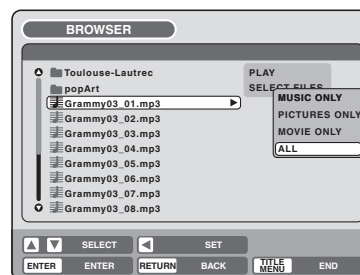 BROWSER
Toulouse-Lautrec
popArt
Grammy03_01.mp3
Grammy03_02.mp3
Grammy03_03.mp3
Grammy03_04.mp3
Grammy03_05.mp3
Grammy03_06.mp3
Grammy03_07.mp3
Grammy03_08.mp3
PLAY
SELECT FILES
MUSIC ONLY
PICTURES ONLY
MOVIE ONLY
ALL
SELECT SET
ENTER ENTER RETURN BACK TITLE MENU END